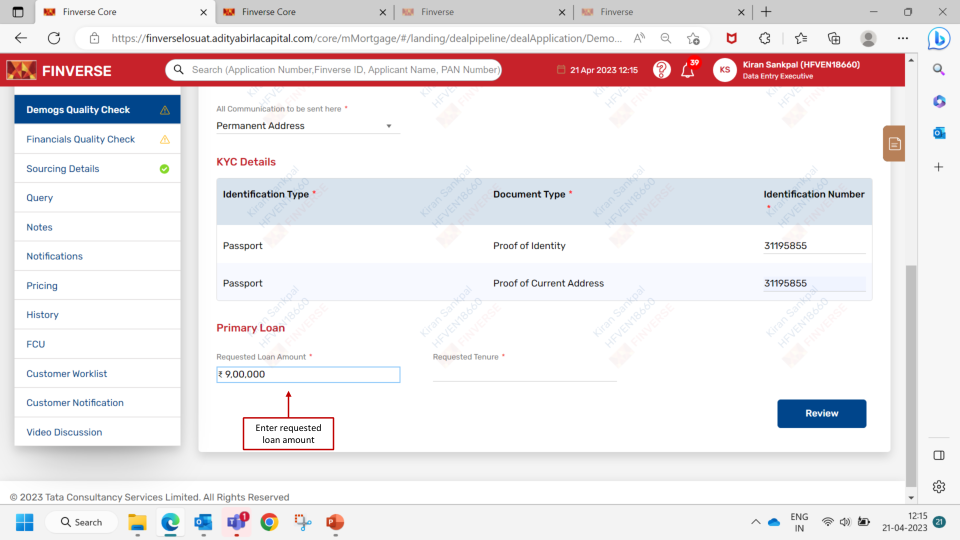 Finverse Core
Finverse Core
Finverse
Finverse
https://finverselosuat.adityabirlacapital.com/core/mMortgage/#/landing/dealpipeline/dealApplication/Demo...
FINVERSE
Search (Application Number,Finverse ID, Applicant Name, PAN Number)
21 Apr 2023 12:15
39
KS
Kiran Sankpal (HFVEN18660)
Data Entry Executive
Demogs Quality Check
Financials Quality Check
Sourcing Details
Query
Notes
Notifications
Pricing
History
FCU
Customer Worklist
Customer Notification
Video Discussion
All Communication to be sent here *
Permanent Address
KYC Details
Identification Type *
Document Type *
Identification Number *
Passport
Proof of Identity
31195855
Passport
Proof of Current Address
31195855
Primary Loan
Requested Loan Amount *
Requested Tenure *
₹ 9,00,000
Enter requested
loan amount
Review
Kiran Sankpal
HFVEN18660
FINVERSE
© 2023 Tata Consultancy Services Limited. All Rights Reserved
Search
1
ENG
IN
12:15
21-04-2023
21